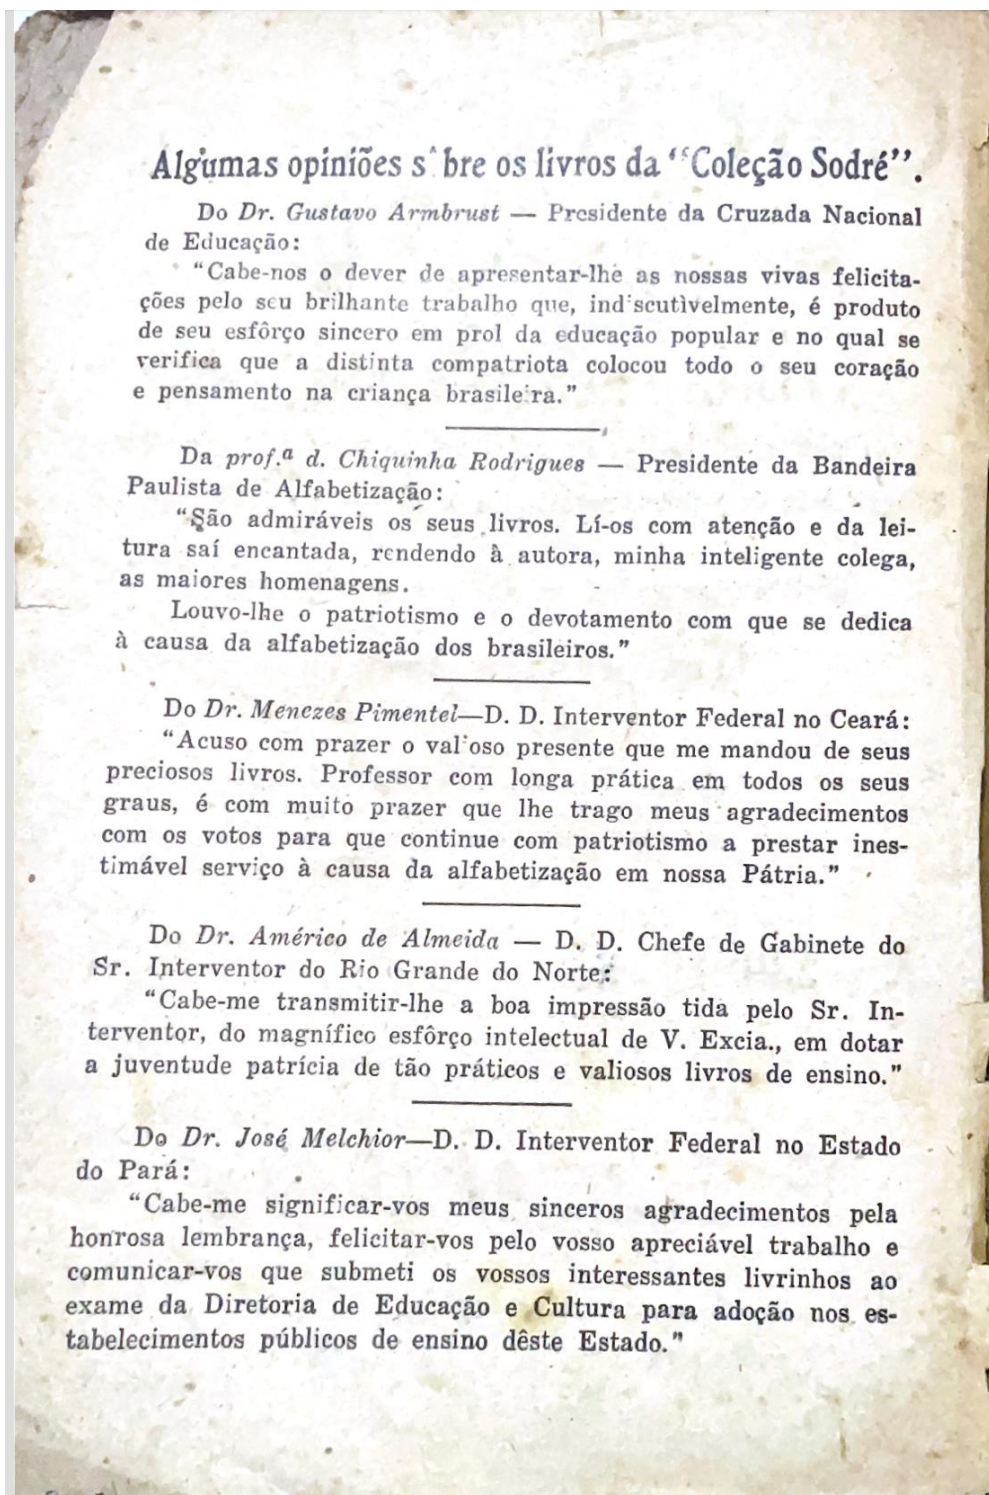 Algumas opiniões sôbre os livros da "Coleção Sodré".
Do Dr. Gustavo Armbrust — Presidente da Cruzada Nacional
de Educação:
"Cabe-nos o dever de apresentar-lhe as nossas vivas felicita-
ções pelo seu brilhante trabalho que, indiscutìvelmente, é produto
de seu esfôrço sincero em prol da educação popular e no qual se
verifica que a distinta compatriota colocou todo o seu coração
e pensamento na criança brasileira."
Da prof.ª d. Chiquinha Rodrigues — Presidente da Bandeira
Paulista de Alfabetização:
"São admiráveis os seus livros. Lí-os com atenção e da lei-
tura saí encantada, rendendo à autora, minha inteligente colega,
as maiores homenagens.
Louvo-lhe o patriotismo e o devotamento com que se dedica
à causa da alfabetização dos brasileiros."
Do Dr. Menezes Pimentel—D. D. Interventor Federal no Ceará:
"Acuso com prazer o valioso presente que me mandou de seus
preciosos livros. Professor com longa prática em todos os seus
graus, é com muito prazer que lhe trago meus agradecimentos
com os votos para que continue com patriotismo a prestar ines-
timável serviço à causa da alfabetização em nossa Pátria."
Do Dr. Américo de Almeida — D. D. Chefe de Gabinete do
Sr. Interventor do Rio Grande do Norte:
"Cabe-me transmitir-lhe a boa impressão tida pelo Sr. In-
terventor, do magnífico esfôrço intelectual de V. Excia., em dotar
a juventude patrícia de tão práticos e valiosos livros de ensino."
Do Dr. José Melchior—D. D. Interventor Federal no Estado
do Pará:
"Cabe-me significar-vos meus sinceros agradecimentos pela
honrosa lembrança, felicitar-vos pelo vosso apreciável trabalho e
comunicar-vos que submeti os vossos interessantes livrinhos ao
exame da Diretoria de Educação e Cultura para adoção nos es-
tabelecimentos públicos de ensino dêste Estado."